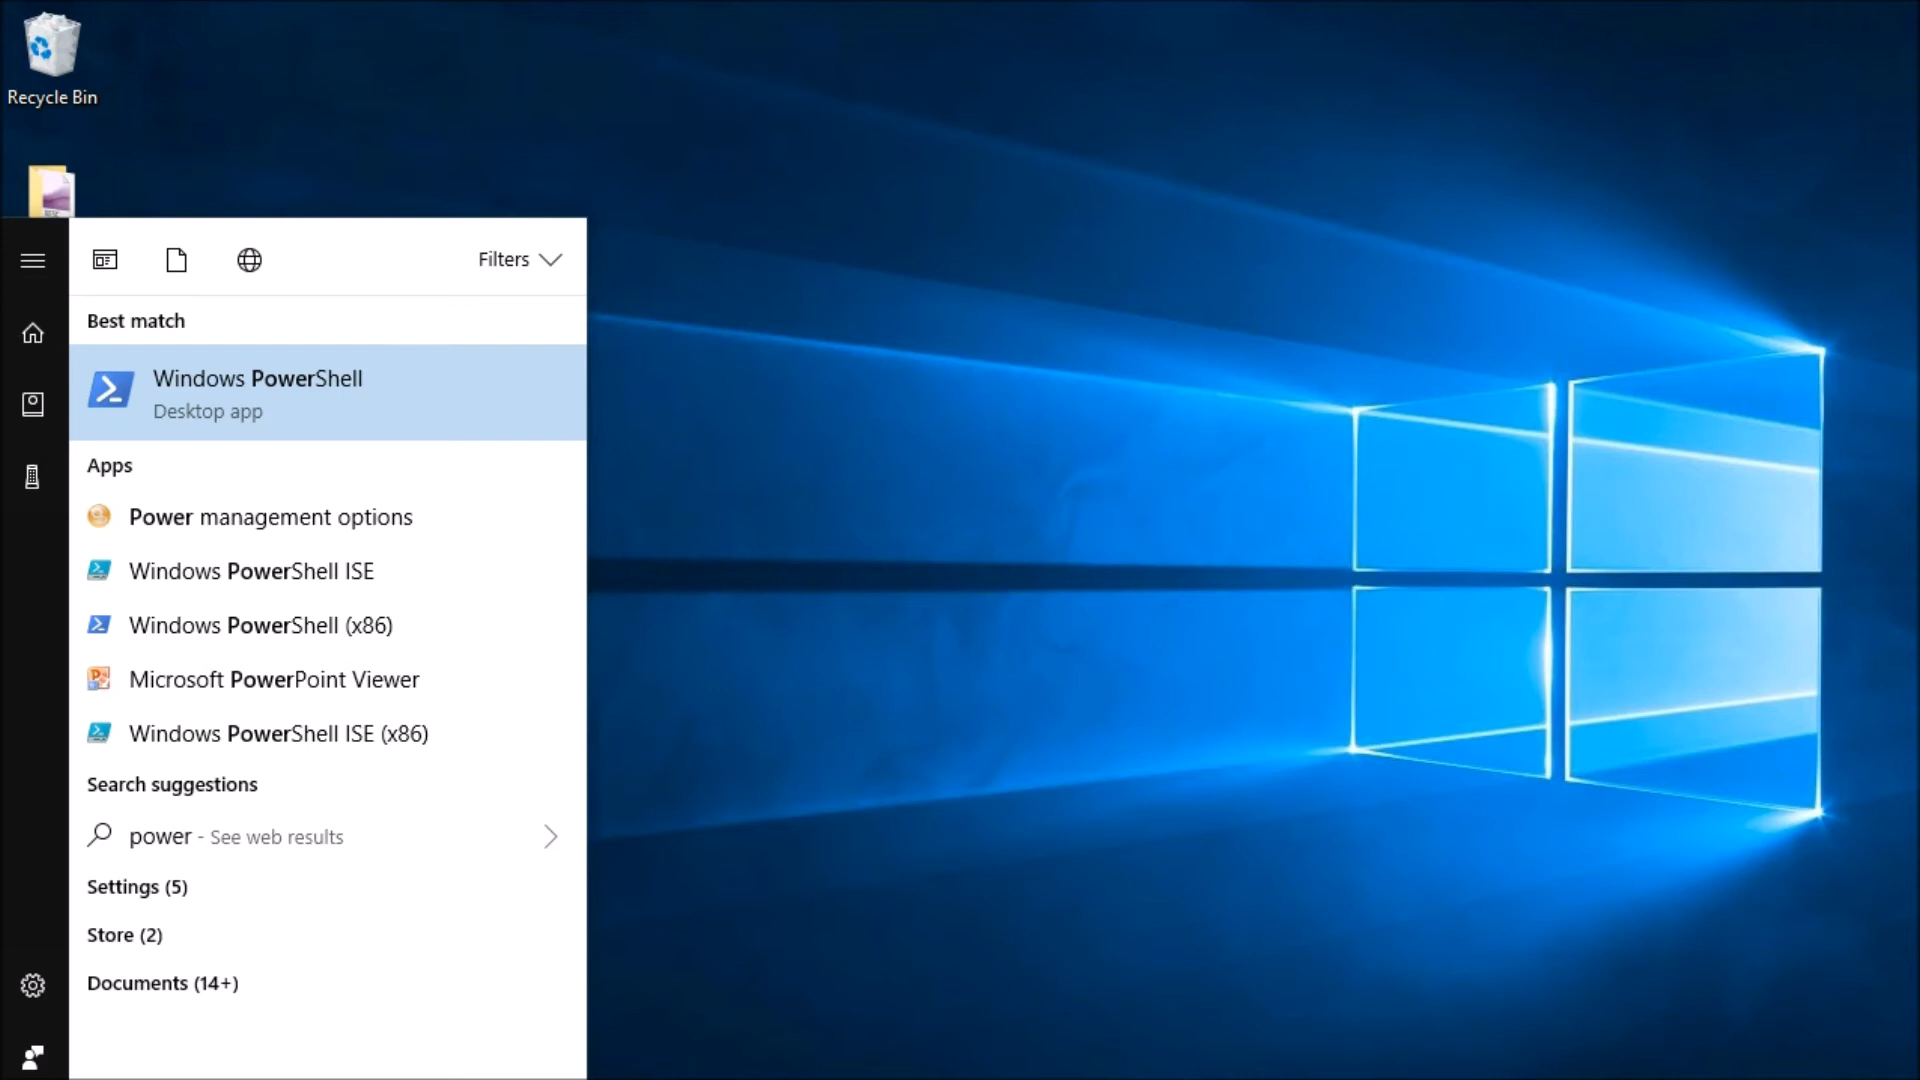 Recycle Bin
Filters
Best match
Windows PowerShell
Desktop app
Apps
Power management options
Windows PowerShell ISE
Windows PowerShell (x86)
Microsoft PowerPoint Viewer
Windows PowerShell ISE (x86)
Search suggestions
power - See web results
Settings (5)
Store (2)
Documents (14+)